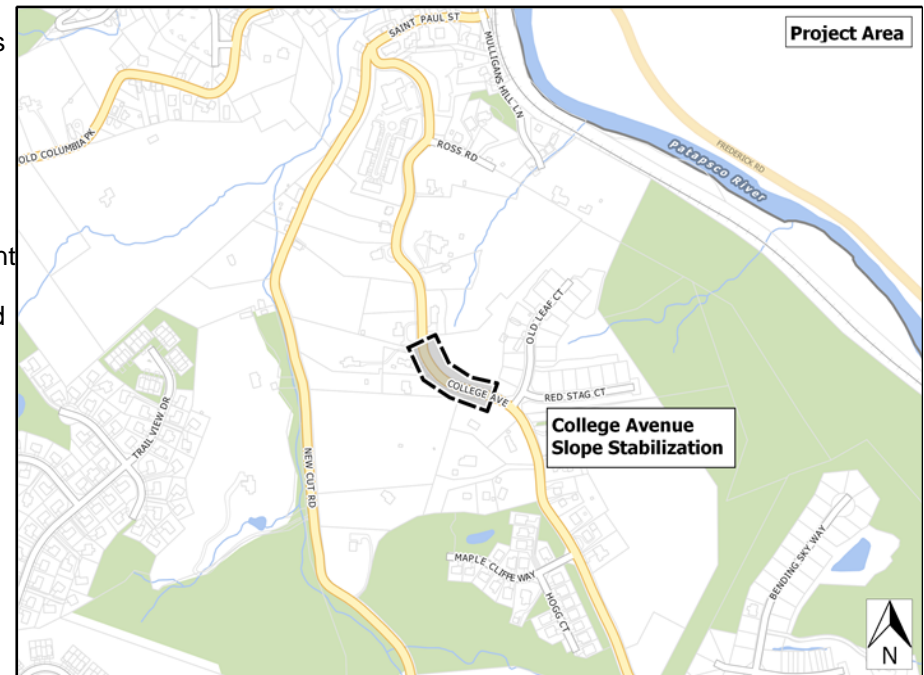 s
nt
d
Project Area
SAINT PAUL ST
MULLIGANS HILL LN
OLD COLUMBIA PK
ROSS RD
FREDERICK RD
Patapsco River
OLD LEAF CT
COLLEGE AVE
RED STAG CT
College Avenue
Slope Stabilization
TRAIL VIEW DR
NEW CUT RD
MAPLE CLIFFE WAY
HOGG CT
BENDING SKY WAY
N